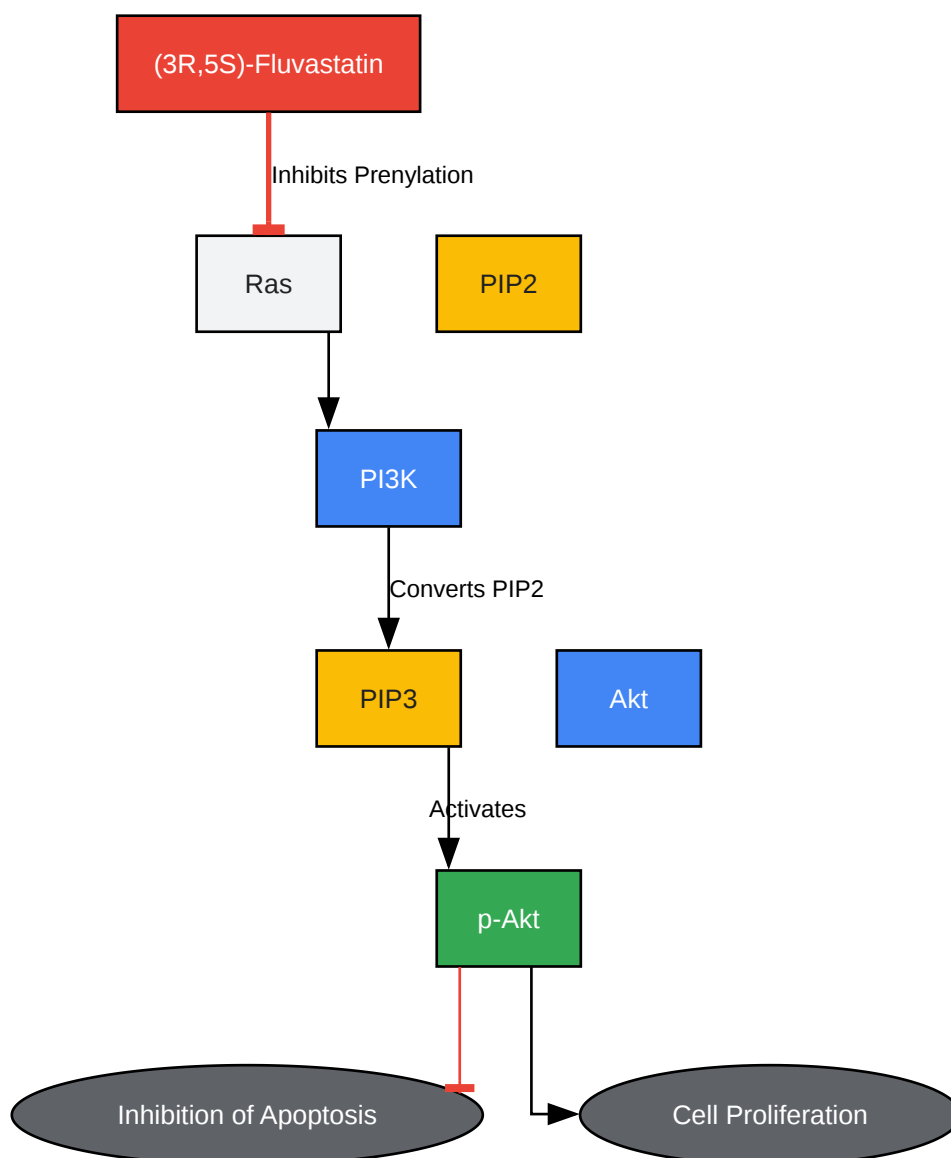 (3R,5S)-Fluvastatin
Inhibits Prenylation
Ras
PIP2
PI3K
Converts PIP2
PIP3
Akt
Activates
p-Akt
Inhibition of Apoptosis
Cell Proliferation